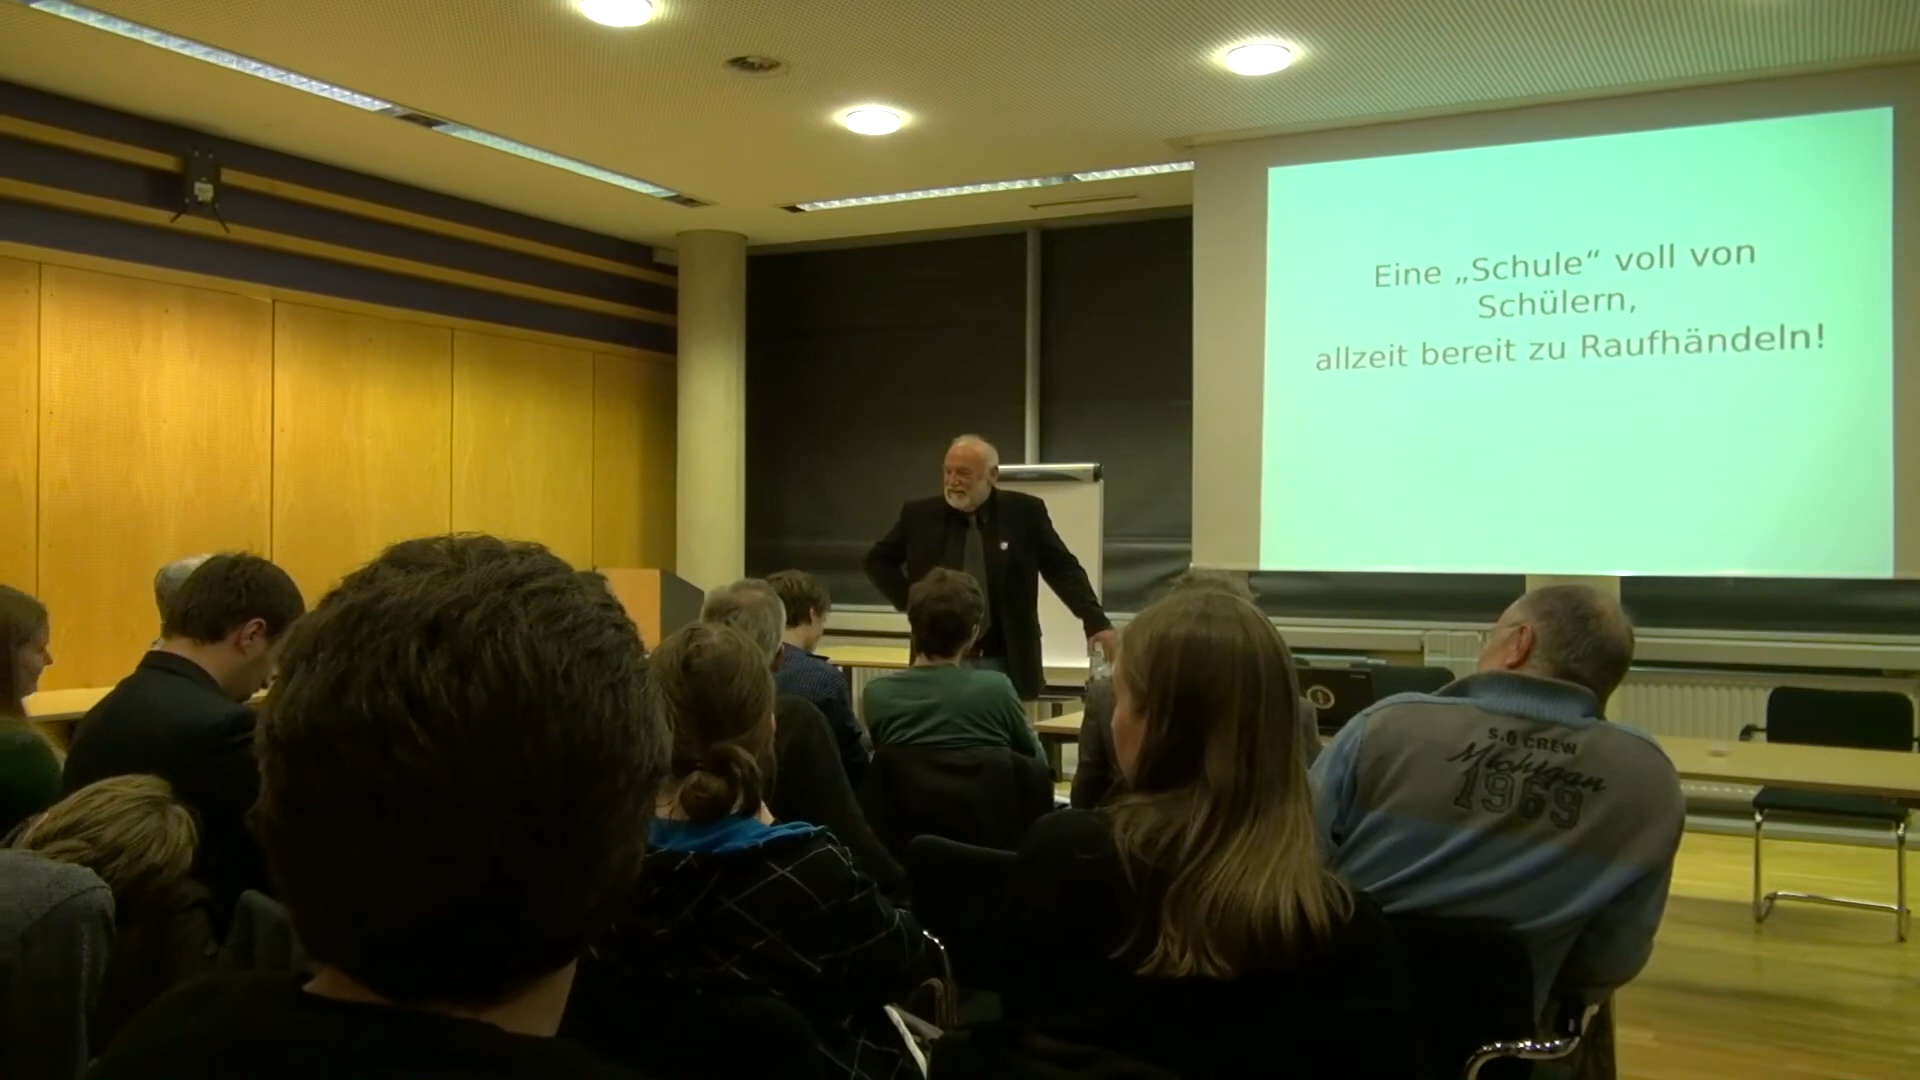 Eine „Schule“ voll von
Schülern,
allzeit bereit zu Raufhändeln!
S.Q CREW
Michigan
1969